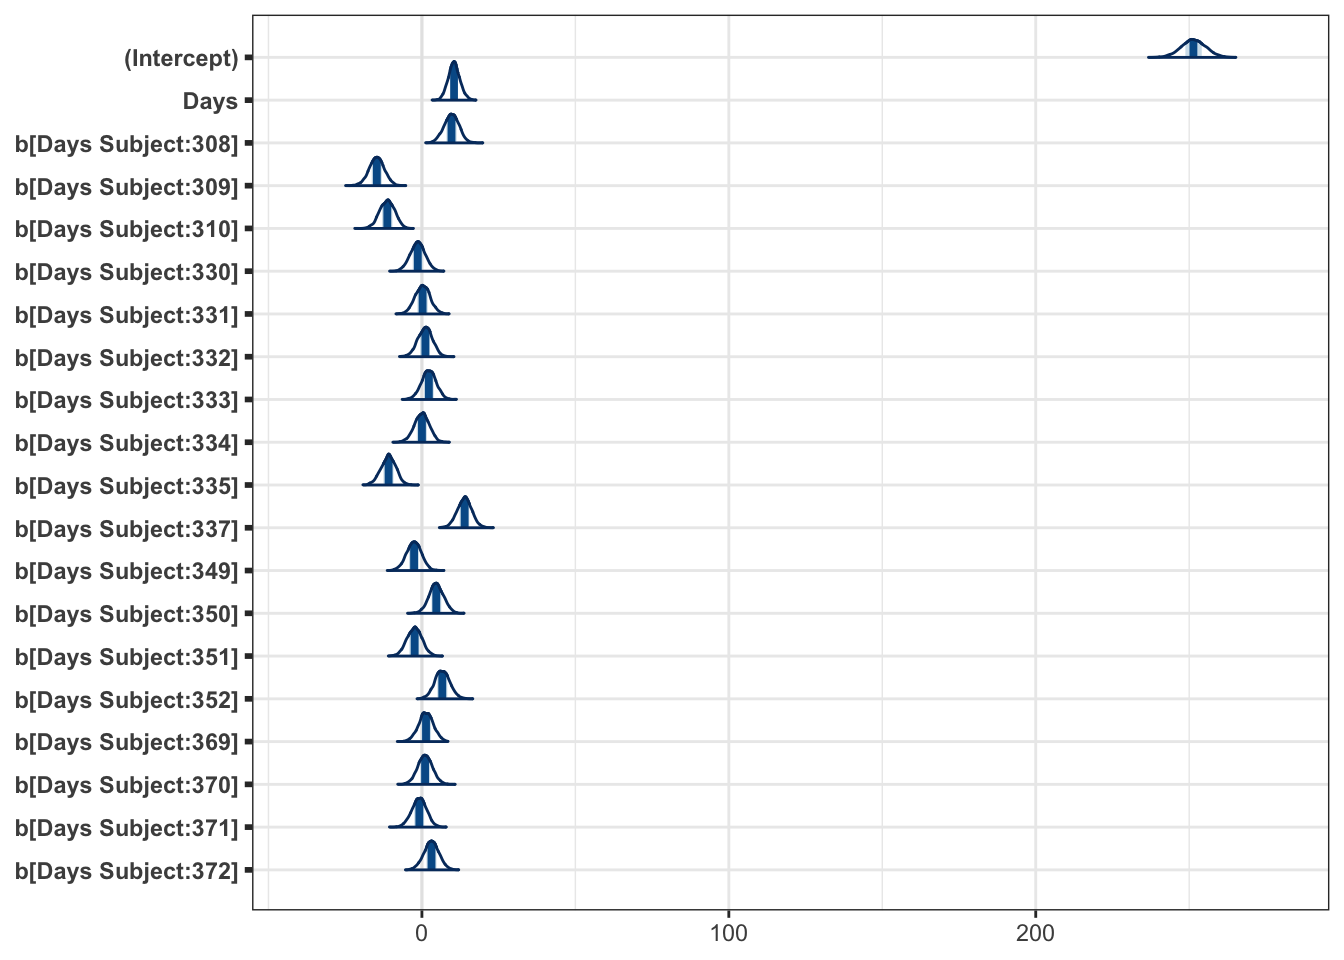 (Intercept)
Days
b[Days Subject:308]
b[Days Subject:309]
b[Days Subject:310]
b[Days Subject:330]
b[Days Subject:331]
b[Days Subject:332]
b[Days Subject:333]
b[Days Subject:334]
b[Days Subject:335]
b[Days Subject:337]
b[Days Subject:349]
b[Days Subject:350]
b[Days Subject:351]
b[Days Subject:352]
b[Days Subject:369]
b[Days Subject:370]
b[Days Subject:371]
b[Days Subject:372]
0 100 200